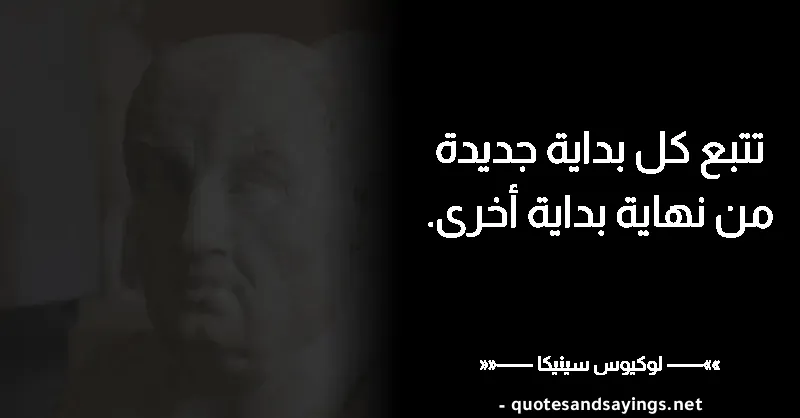 تتبع كل بداية جديدة
من نهاية بداية أخرى.
»»—— لوكيوس سينيكا ——««
- quotesandsayings.net